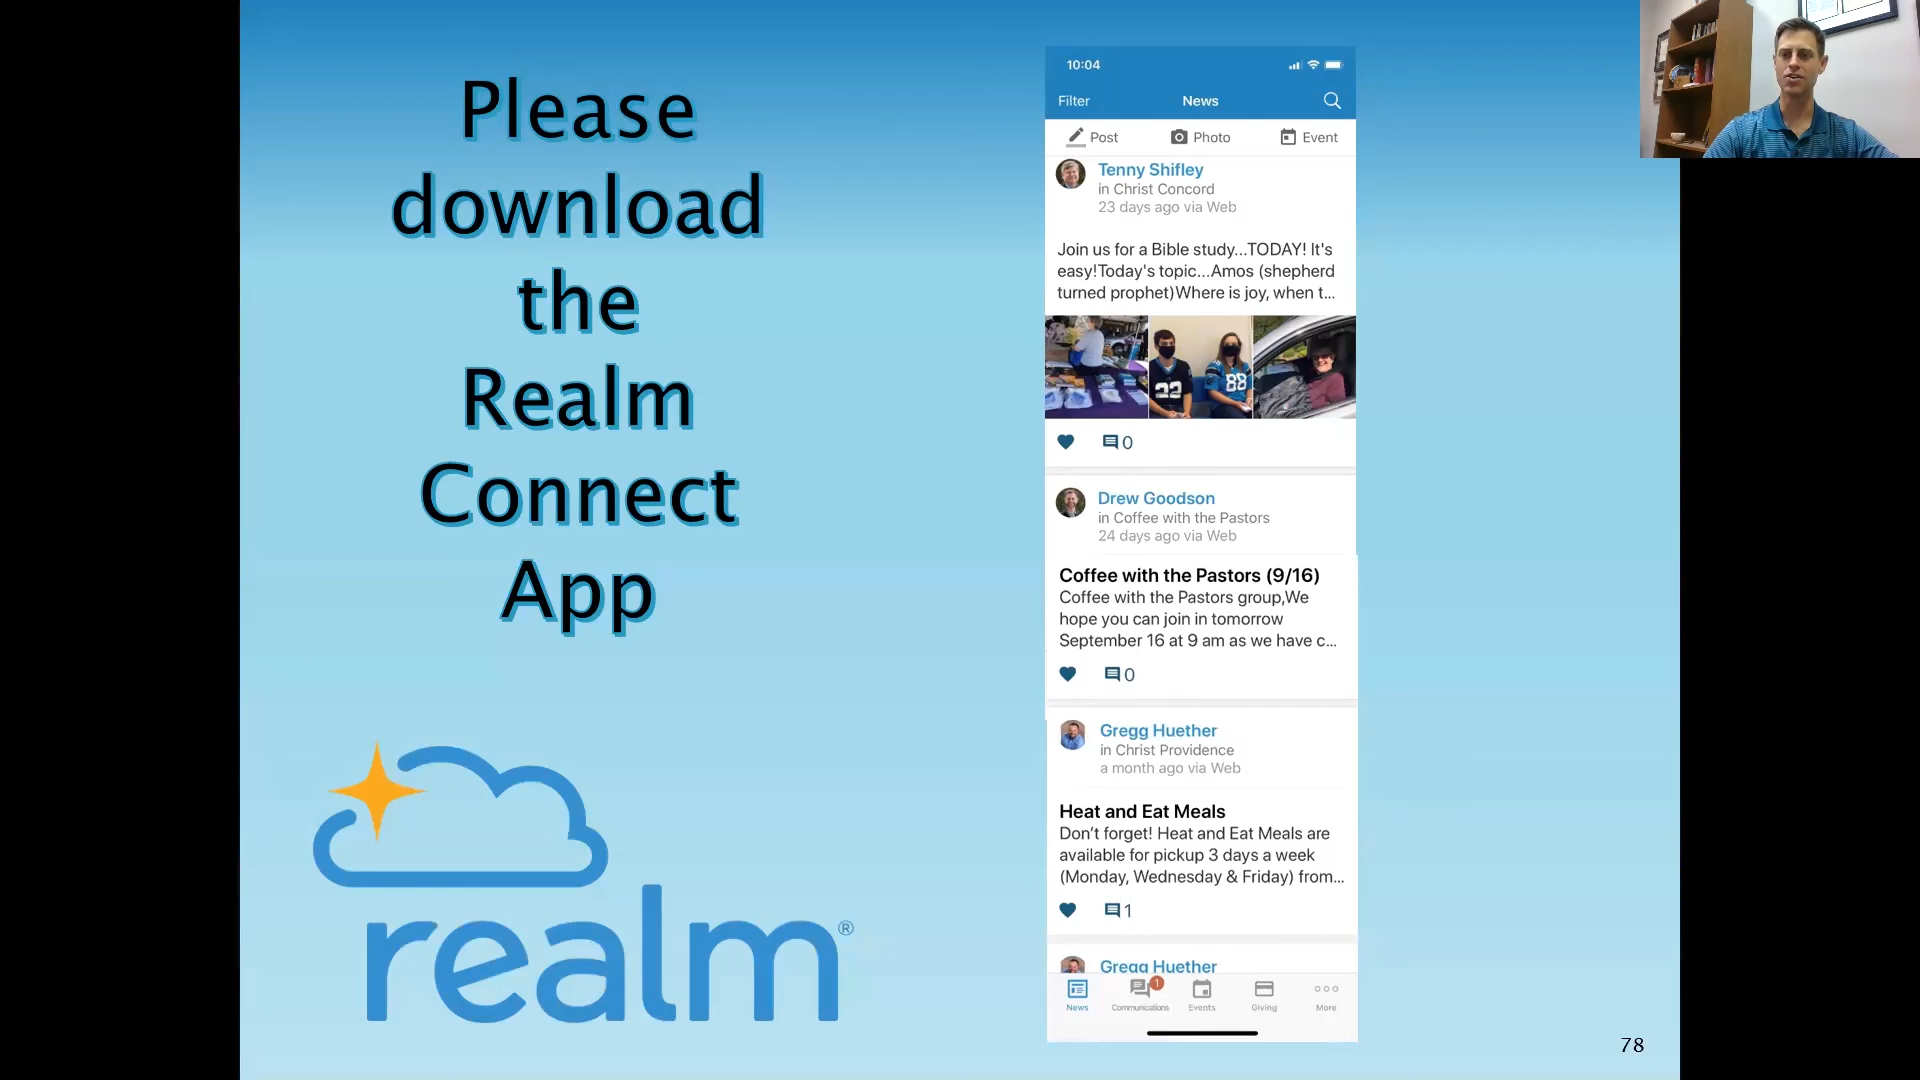 Please
download
the
Realm
Connect
App
realm®
10:04
Filter News
Post Photo Event
Tenny Shifley
in Christ Concord
23 days ago via Web
Join us for a Bible study...TODAY! It's
easy!Today's topic...Amos (shepherd
turned prophet)Where is joy, when t...
22
88
0
Drew Goodson
in Coffee with the Pastors
24 days ago via Web
Coffee with the Pastors (9/16)
Coffee with the Pastors group,We
hope you can join in tomorrow
September 16 at 9 am as we have c...
0
Gregg Huether
in Christ Providence
a month ago via Web
Heat and Eat Meals
Don't forget! Heat and Eat Meals are
available for pickup 3 days a week
(Monday, Wednesday & Friday) from...
1
Gregg Huether
1
News Communications Events Giving More
78